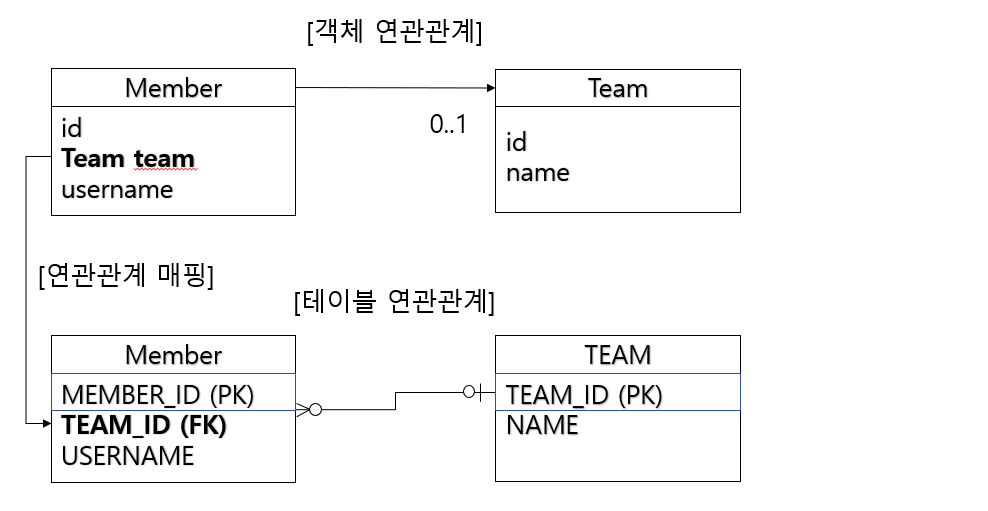 [객체 연관관계]
Member
Team
id
Team team
username
0..1
id
name
[연관관계 매핑]
[테이블 연관관계]
Member
TEAM
MEMBER_ID (PK)
TEAM_ID (FK)
USERNAME
TEAM_ID (PK)
NAME